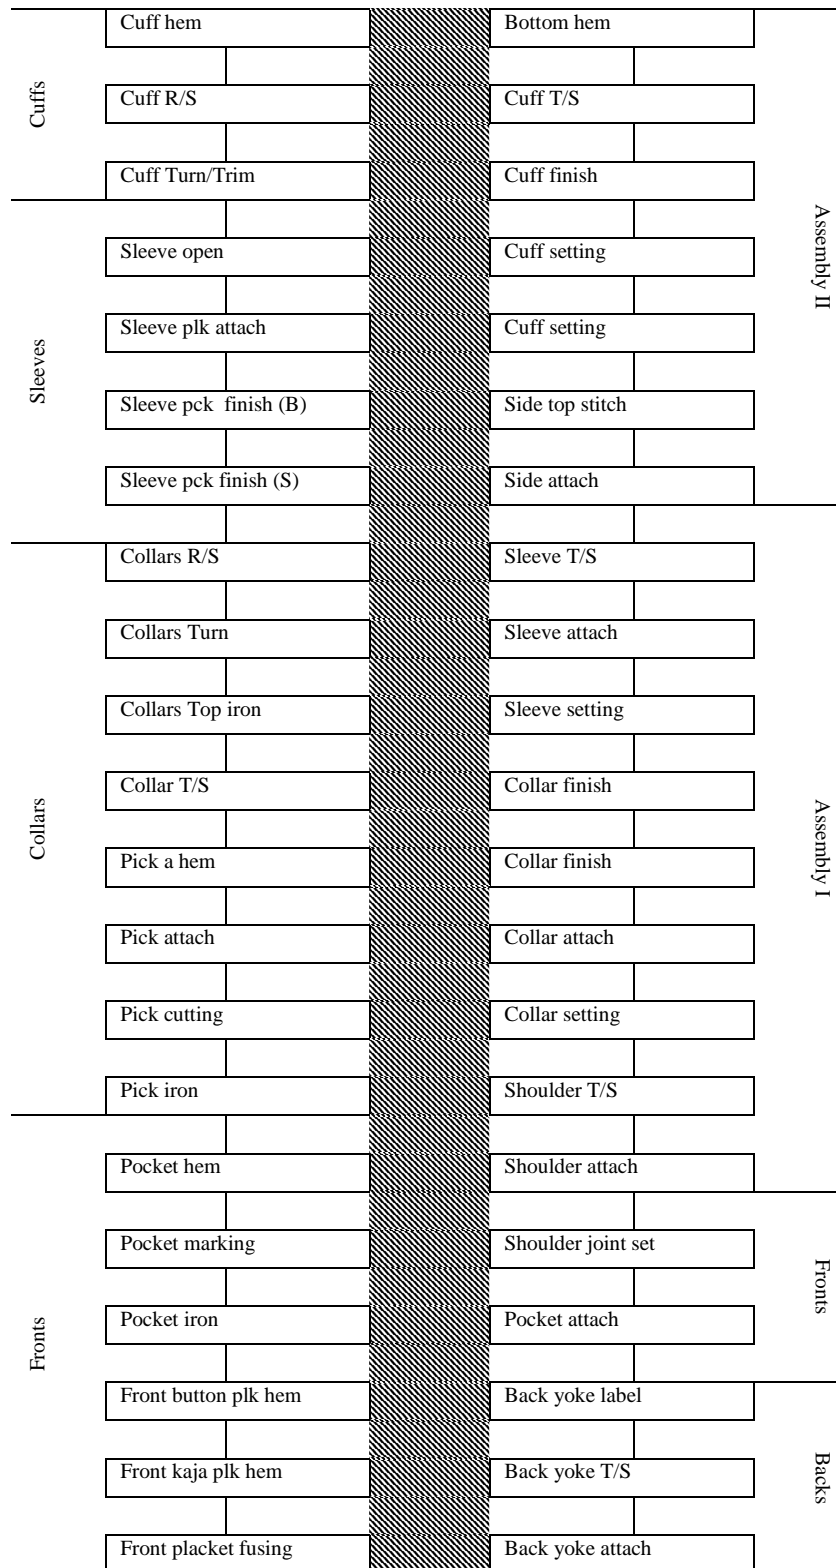 Cuffs
Cuff hem
Cuff R/S
Cuff Turn/Trim
Sleeves
Sleeve open
Sleeve plk attach
Sleeve pck finish (B)
Sleeve pck finish (S)
Collars
Collars R/S
Collars Turn
Collars Top iron
Collar T/S
Pick a hem
Pick attach
Pick cutting
Pick iron
Fronts
Pocket hem
Pocket marking
Pocket iron
Front button plk hem
Front kaja plk hem
Front placket fusing
Bottom hem
Cuff T/S
Cuff finish
Cuff setting
Cuff setting
Side top stitch
Side attach
Assembly II
Sleeve T/S
Sleeve attach
Sleeve setting
Collar finish
Collar finish
Collar attach
Collar setting
Shoulder T/S
Shoulder attach
Assembly I
Shoulder joint set
Pocket attach
Fronts
Back yoke label
Back yoke T/S
Back yoke attach
Backs